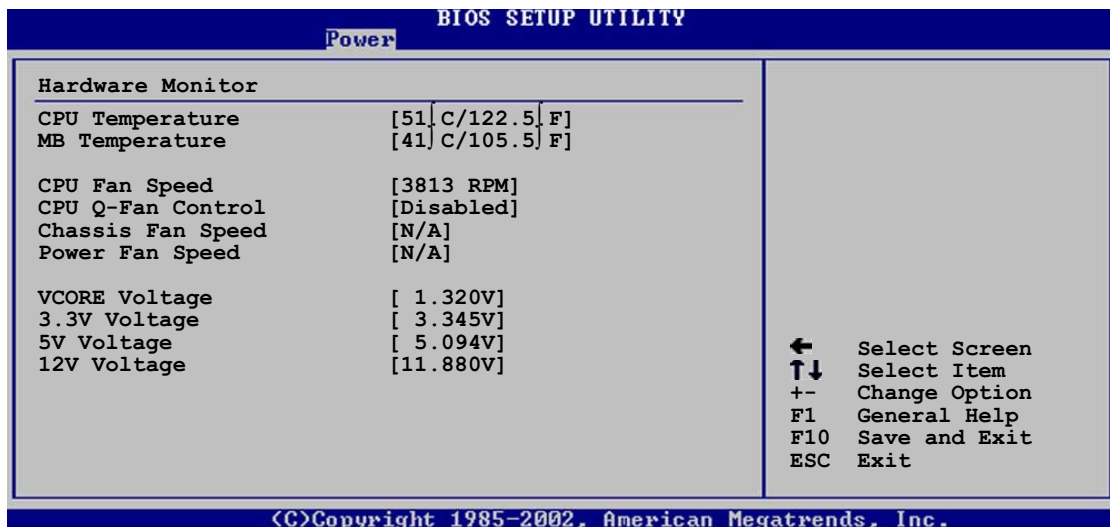 BIOS SETUP UTILITY
Power
Hardware Monitor
CPU Temperature [51⌡C/122.5⌡F]
MB Temperature [41⌡C/105.5⌡F]
CPU Fan Speed [3813 RPM]
CPU Q-Fan Control [Disabled]
Chassis Fan Speed [N/A]
Power Fan Speed [N/A]
VCORE Voltage [ 1.320V]
3.3V Voltage [ 3.345V]
5V Voltage [ 5.094V]
12V Voltage [11.880V]
← Select Screen
↑↓ Select Item
+- Change Option
F1 General Help
F10 Save and Exit
ESC Exit
(C)Copyright 1985-2002, American Megatrends, Inc.